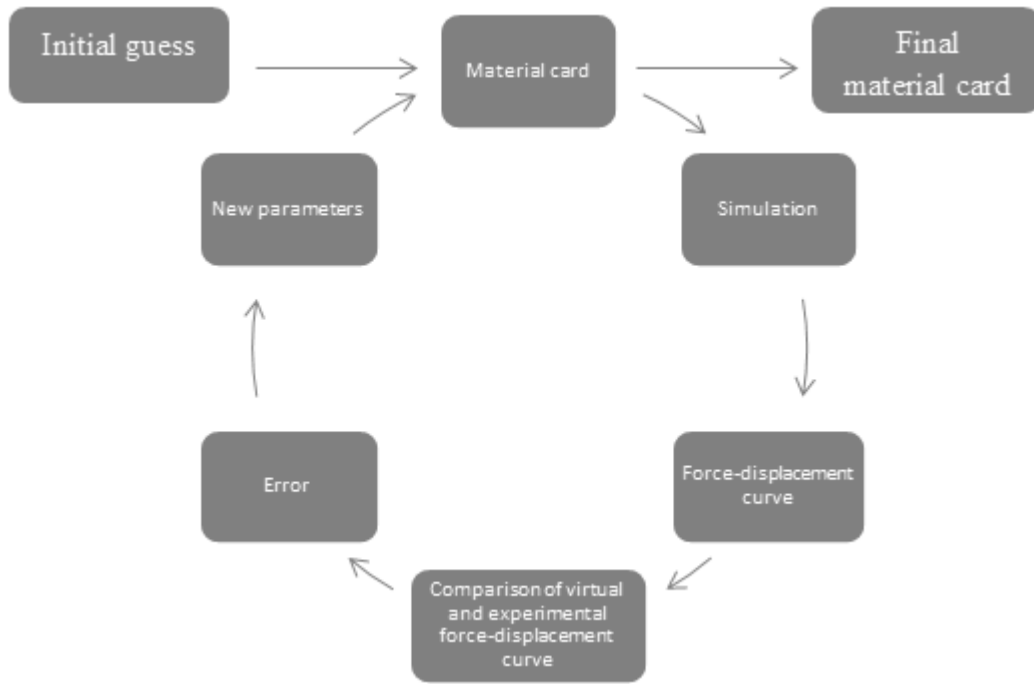 Initial guess
Material card
Final
material card
New parameters
Simulation
Error
Force-displacement
curve
Comparison of virtual
and experimental
force-displacement
curve